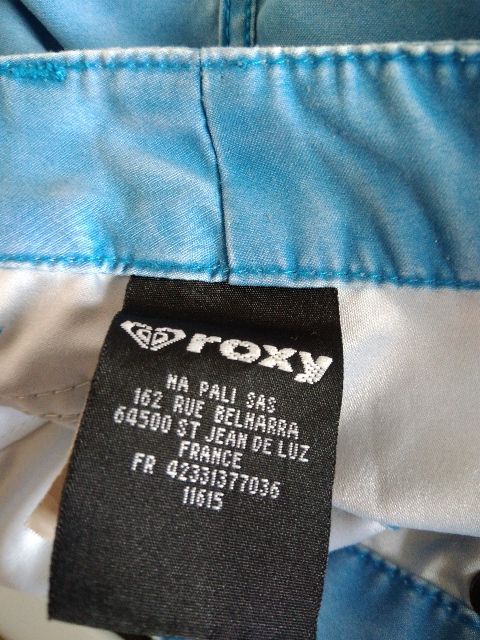 roxy
NA PALI SAS
162 RUE BELHARRA
64500 ST JEAN DE LUZ
FRANCE
FR 42331377036
11615